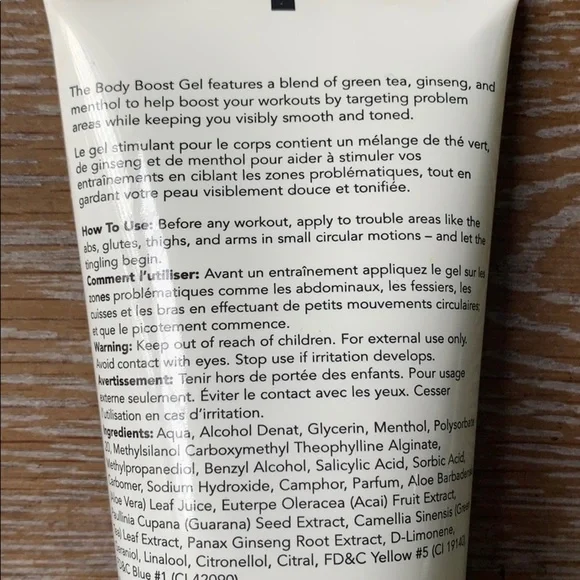 The Body Boost Gel features a blend of green tea, ginseng, and
menthol to help boost your workouts by targeting problem
areas while keeping you visibly smooth and toned.
Le gel stimulant pour le corps contient un mélange de thé vert,
de ginseng et de menthol pour aider à stimuler vos
entraînements en ciblant les zones problématiques, tout en
gardant votre peau visiblement douce et tonifiée.
How To Use: Before any workout, apply to trouble areas like the
abs, glutes, thighs, and arms in small circular motions – and let the
tingling begin.
Comment l'utiliser: Avant un entraînement appliquez le gel sur les
zones problématiques comme les abdominaux, les fessiers, les
cuisses et les bras en effectuant de petits mouvements circulaires;
et que le picotement commence.
Warning: Keep out of reach of children. For external use only.
Avoid contact with eyes. Stop use if irritation develops.
Avertissement: Tenir hors de portée des enfants. Pour usage
externe seulement. Éviter le contact avec les yeux. Cesser
utilisation en cas d'irritation.
Ingredients: Aqua, Alcohol Denat, Glycerin, Menthol, Polysorbate
20, Methylsilanol Carboxymethyl Theophylline Alginate,
Methylpropanediol, Benzyl Alcohol, Salicylic Acid, Sorbic Acid,
Carbomer, Sodium Hydroxide, Camphor, Parfum, Aloe Barbadensis
(Aloe Vera) Leaf Juice, Euterpe Oleracea (Acai) Fruit Extract,
Paullinia Cupana (Guarana) Seed Extract, Camellia Sinensis (Green
Tea) Leaf Extract, Panax Ginseng Root Extract, D-Limonene,
Geraniol, Linalool, Citronellol, Citral, FD&C Yellow #5 (CI 19140),
FD&C Blue #1 (CI 42090)